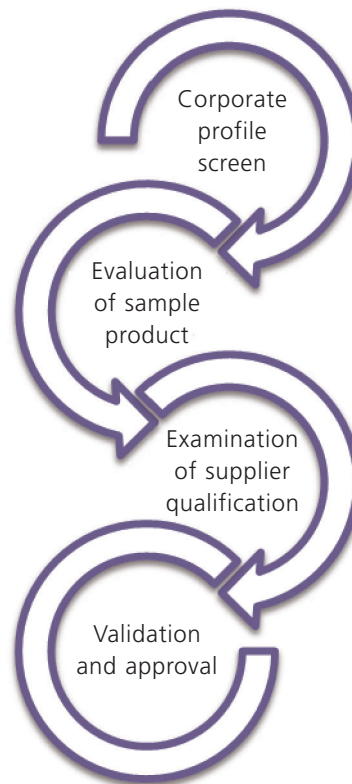 Corporate
profile
screen
Evaluation
of sample
product
Examination
of supplier
qualification
Validation
and approval